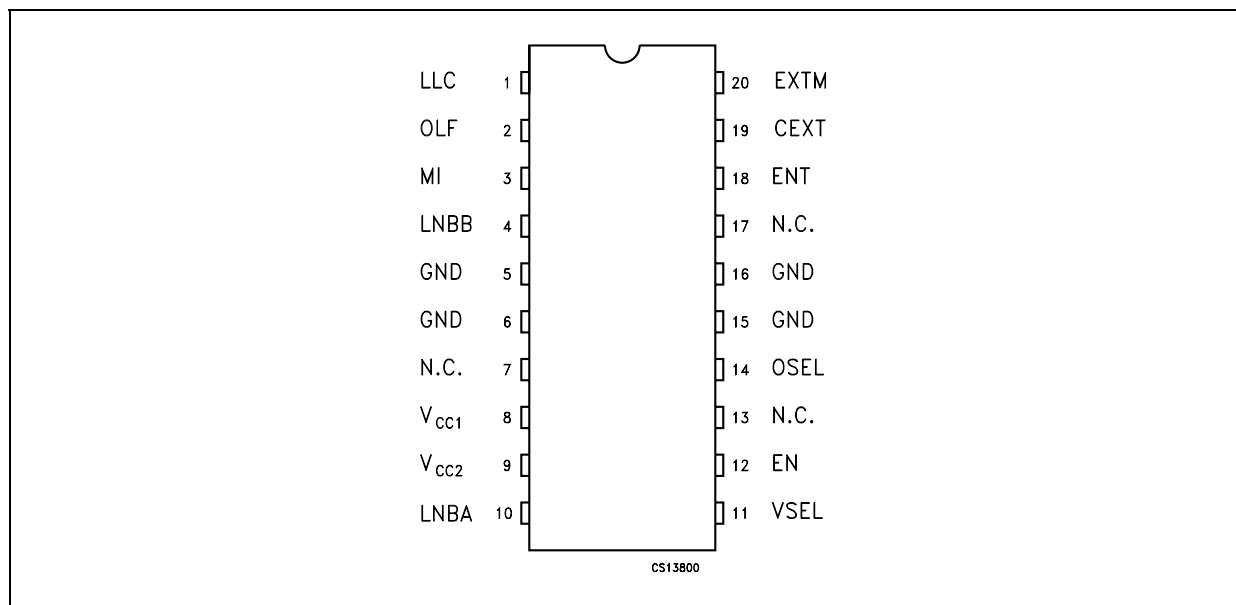 LLC 1 20 EXTM
OLF 2 19 CEXT
MI 3 18 ENT
LNBB 4 17 N.C.
GND 5 16 GND
GND 6 15 GND
N.C. 7 14 OSEL
VCC1 8 13 N.C.
VCC2 9 12 EN
LNBA 10 11 VSEL
CS13800